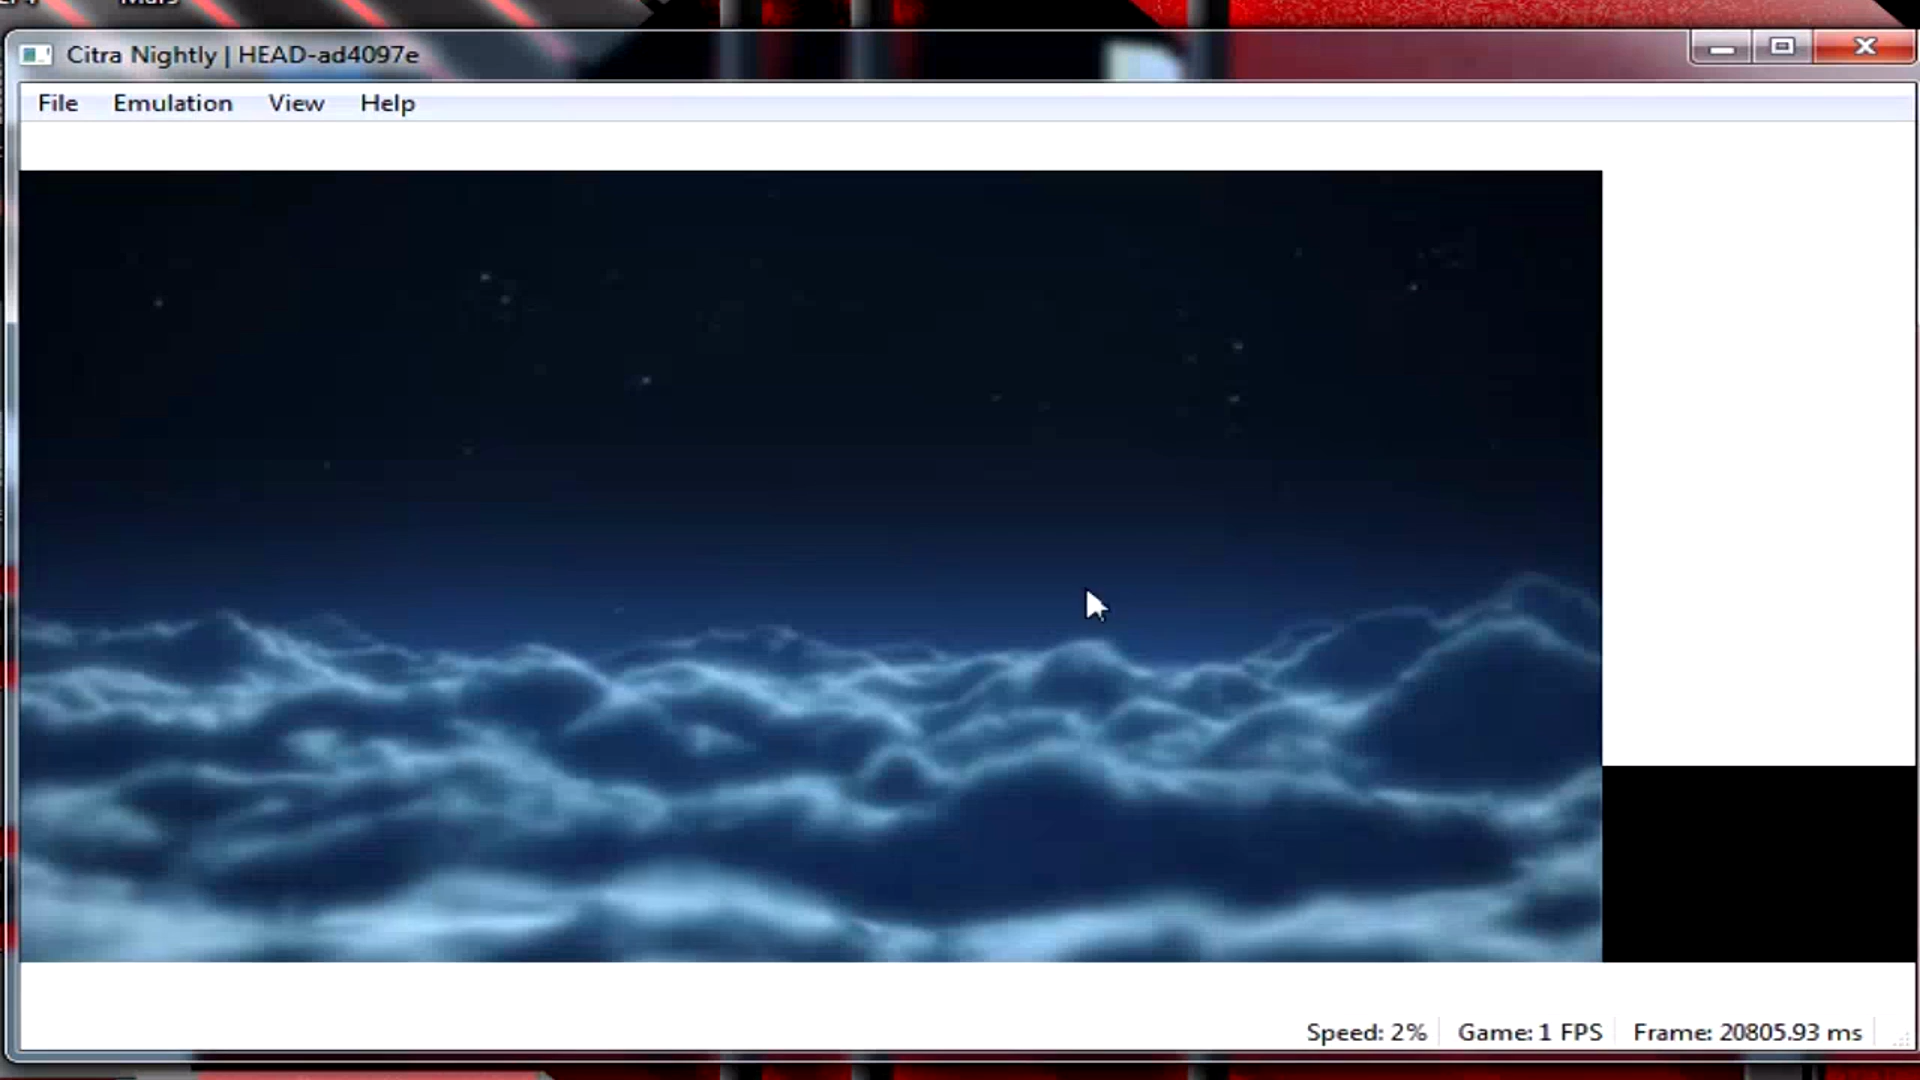 Citra Nightly | HEAD-ad4097e
File Emulation View Help
Speed: 2% Game: 1 FPS Frame: 20805.93 ms